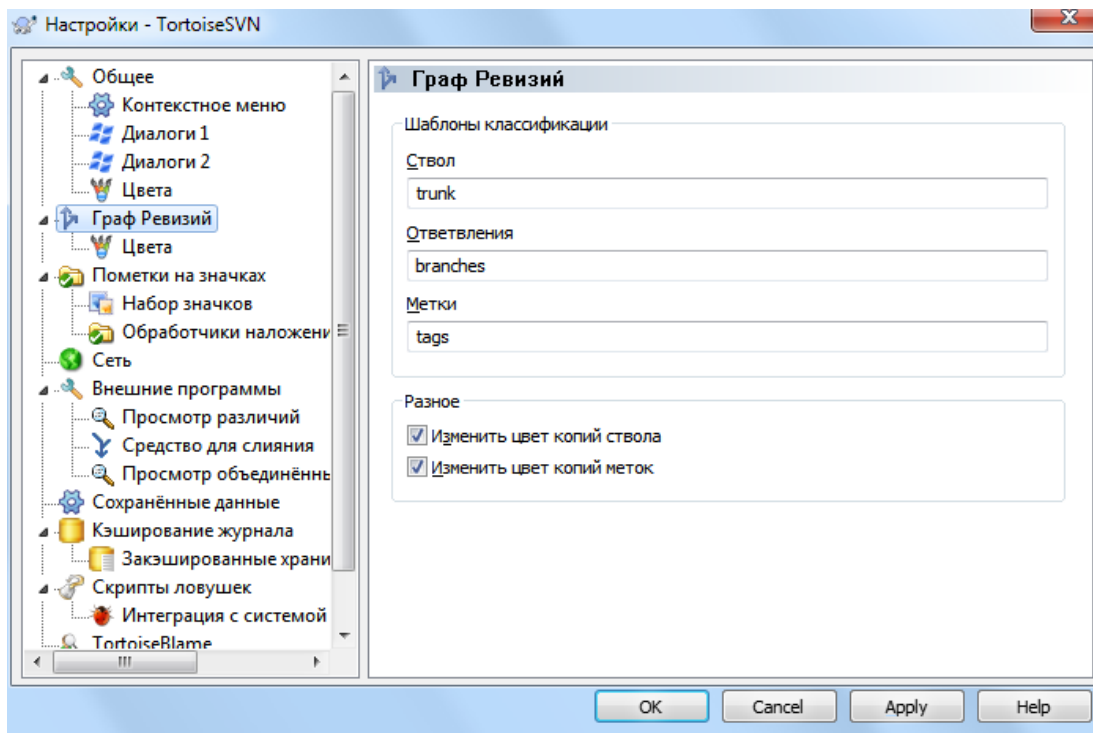 Настройки - TortoiseSVN
Общее
Контекстное меню
Диалоги 1
Диалоги 2
Цвета
Граф Ревизий
Цвета
Пометки на значках
Набор значков
Обработчики наложени
Сеть
Внешние программы
Просмотр различий
Средство для слияния
Просмотр объединённь
Сохранённые данные
Кэширование журнала
Закэшированные храни
Скрипты ловушек
Интеграция с системой
TortoiseBlame
Граф Ревизий
Шаблоны классификации
Ствол
trunk
Ответвления
branches
Метки
tags
Разное
Изменить цвет копий ствола
Изменить цвет копий меток
OK
Cancel
Apply
Help